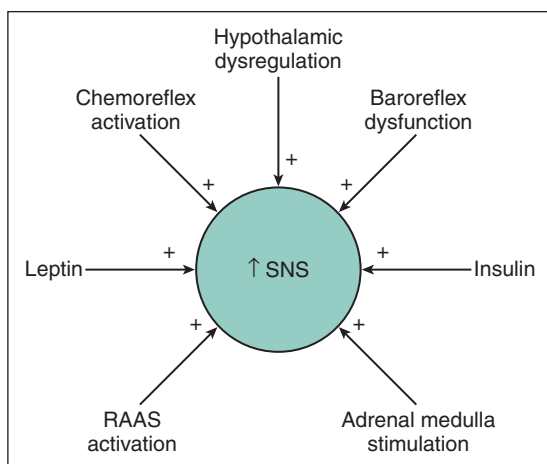 Hypothalamic
dysregulation
Chemoreflex
activation
Baroreflex
dysfunction
+
+
+
Leptin
+
↑ SNS
+
Insulin
+
+
RAAS
activation
Adrenal medulla
stimulation